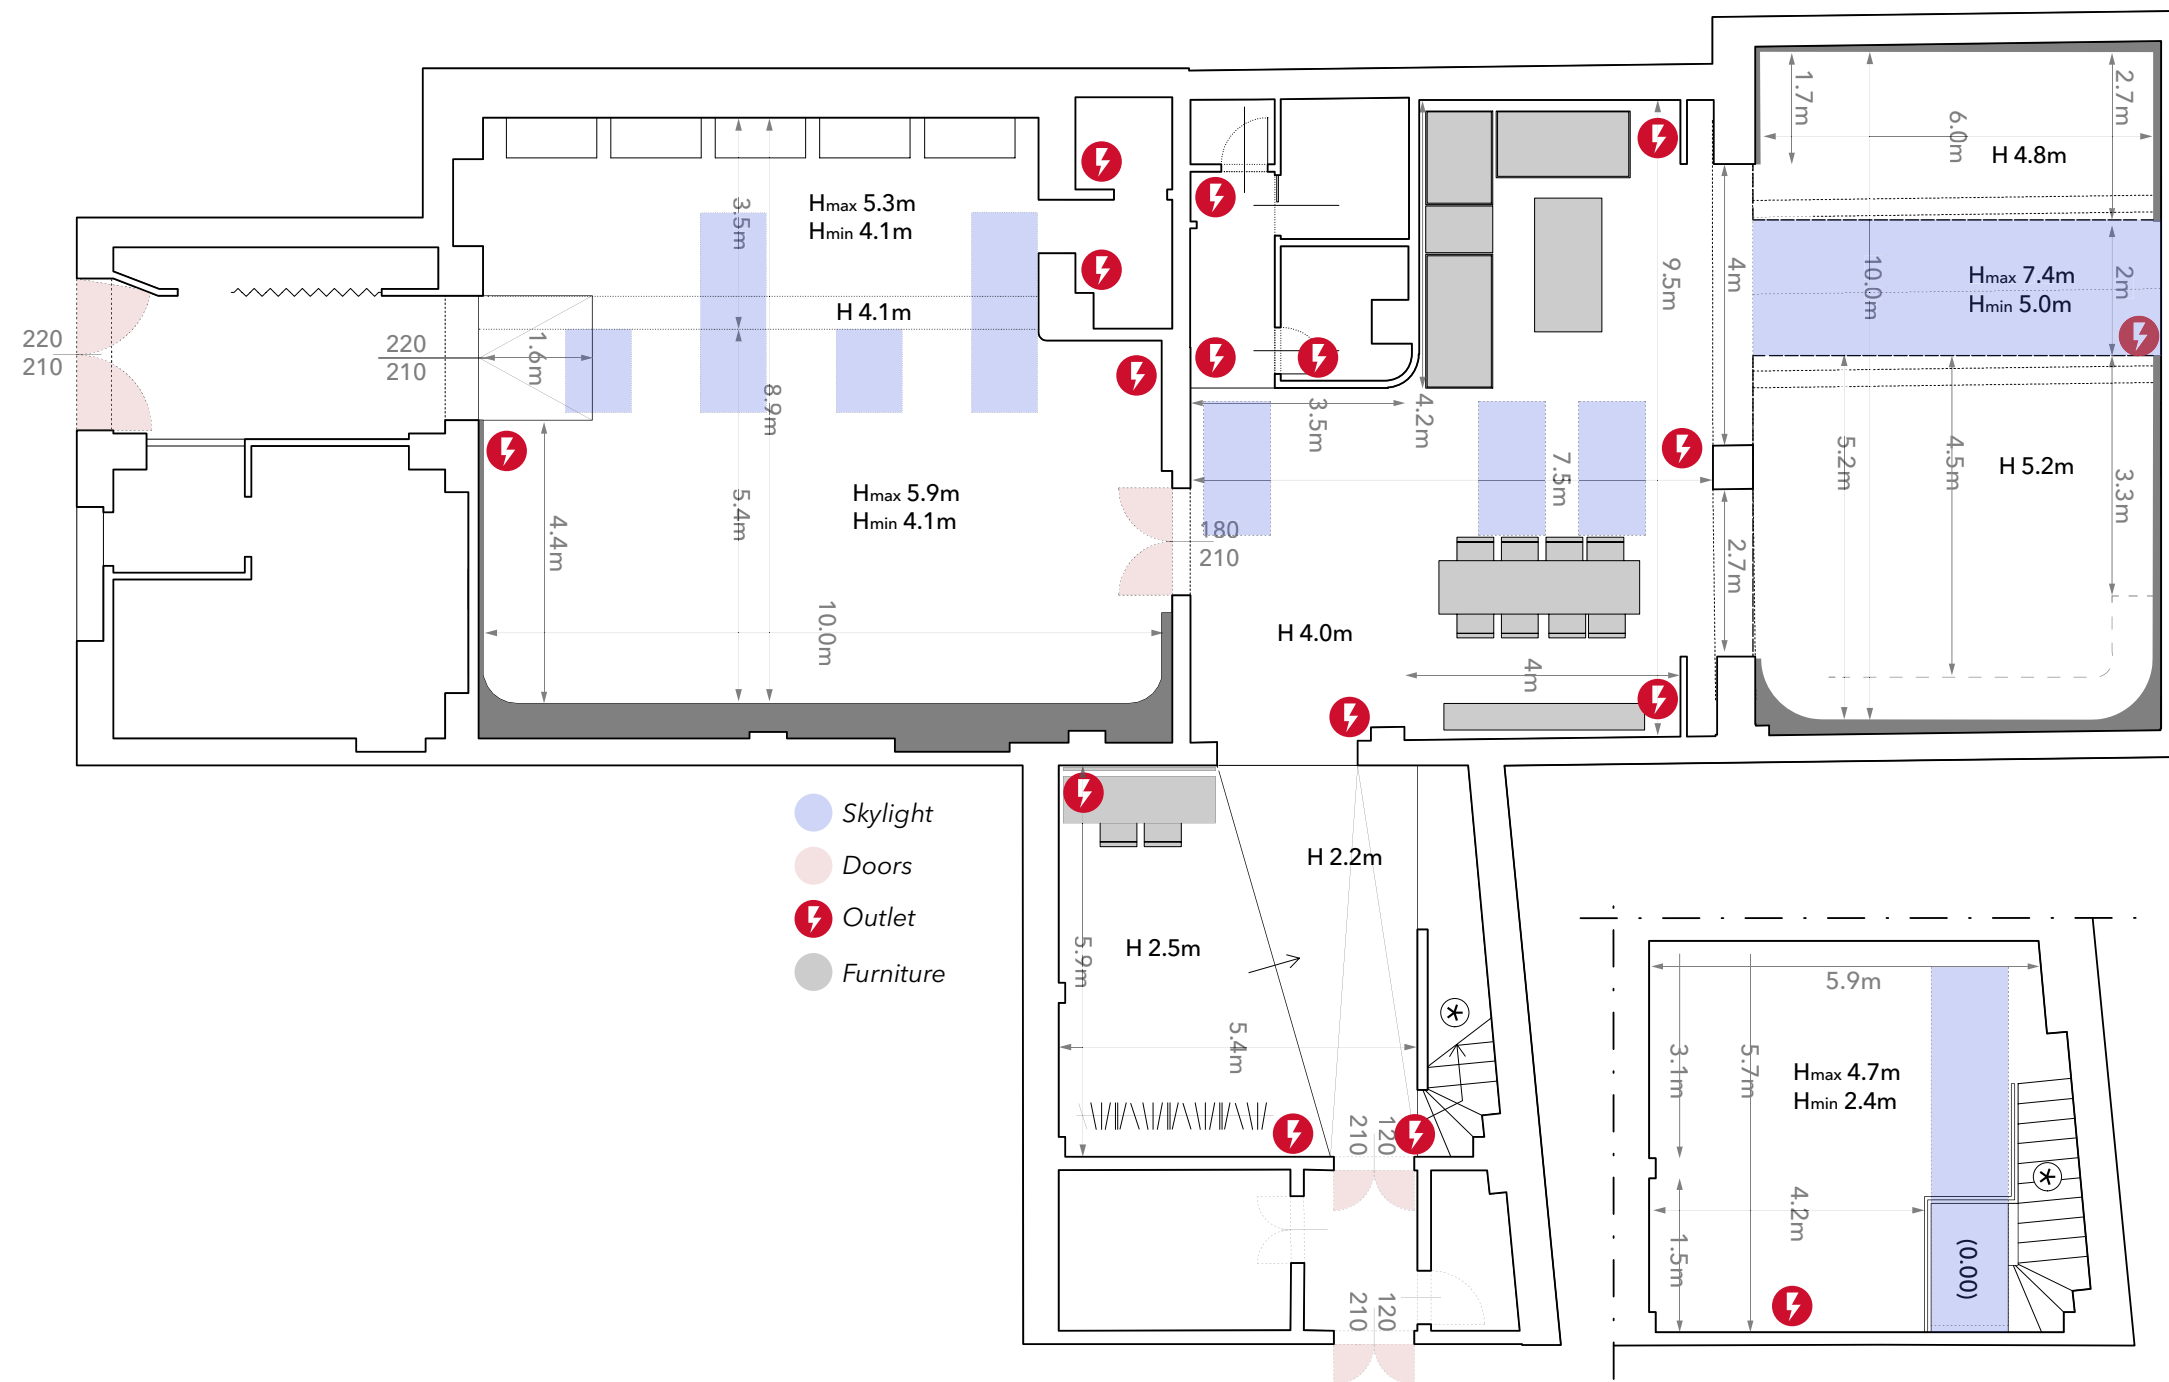 1.7m
2.7m
6.0m
H 4.8m
Hmax 5.3m
Hmin 4.1m
3.5m
9.5m
4m
10.0m
Hmax 7.4m
Hmin 5.0m
2m
H 4.1m
220
210
220
210
1.6m
8.9m
3.5m
4.2m
7.5m
5.2m
4.5m
H 5.2m
3.3m
Hmax 5.9m
Hmin 4.1m
5.4m
4.4m
180
210
2.7m
10.0m
H 4.0m
4m
Skylight
Doors
Outlet
Furniture
H 2.2m
H 2.5m
5.9m
5.4m
210
120
210
120
5.9m
3.1m
5.7m
Hmax 4.7m
Hmin 2.4m
4.2m
1.5m
(0.00)